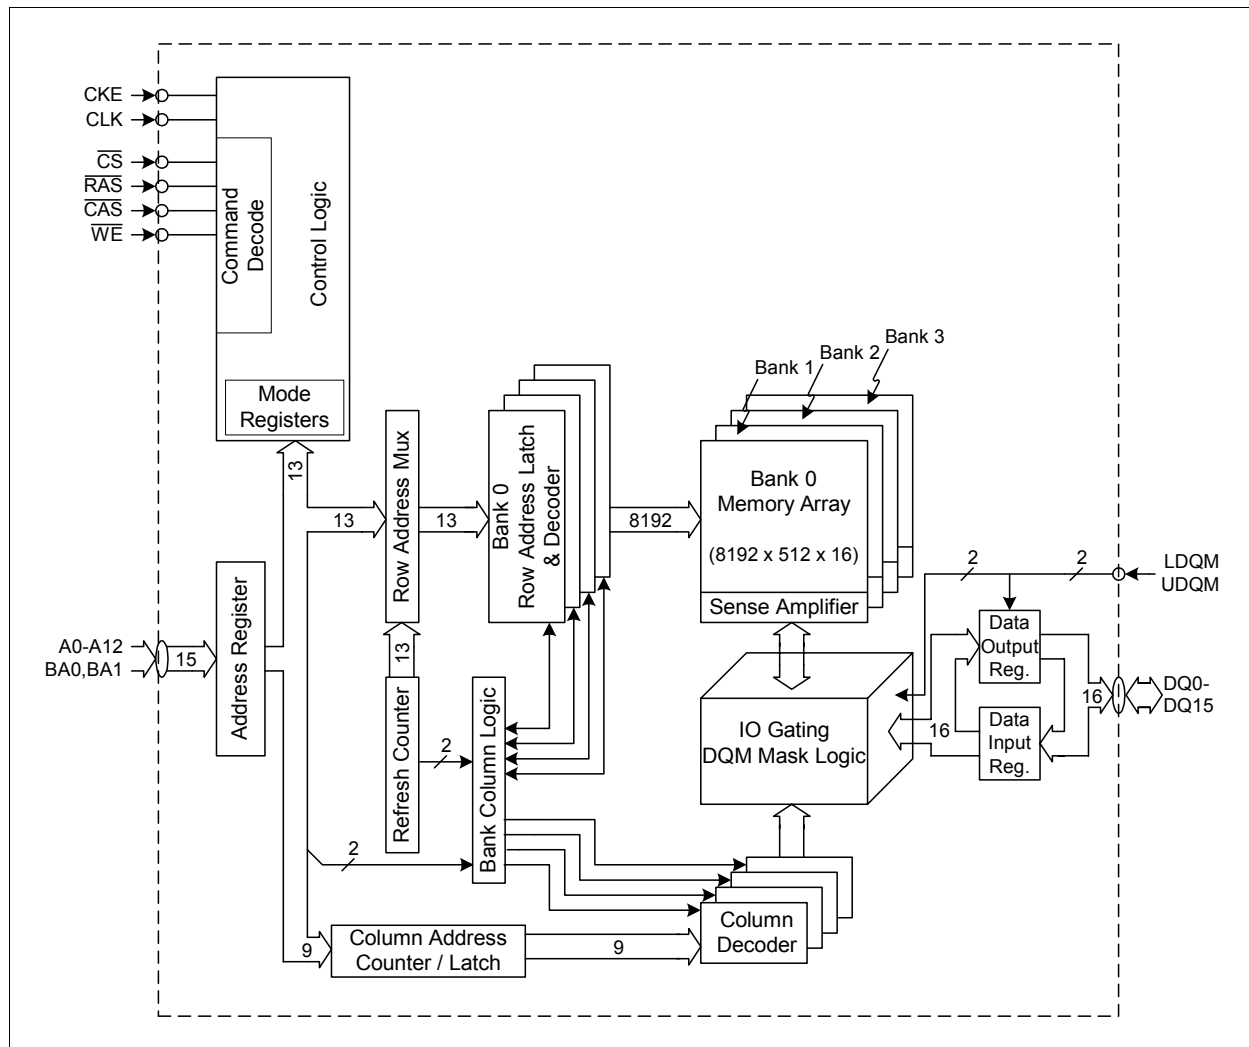 CKE
CLK
CS
RAS
CAS
WE
Command
Decode
Control Logic
Mode
Registers
13
Bank 3
Bank 2
Bank 1
Row Address Mux
13
13
Bank 0
Row Address Latch
& Decoder
8192
Bank 0
Memory Array
(8192 x 512 x 16)
Sense Amplifier
2
2
LDQM
UDQM
A0-A12
BA0,BA1
15
Address Register
13
Refresh Counter
2
Bank Column Logic
2
IO Gating
DQM Mask Logic
16
Data
Output
Reg.
Data
Input
Reg.
16
DQ0-
DQ15
9
Column Address
Counter / Latch
9
Column
Decoder